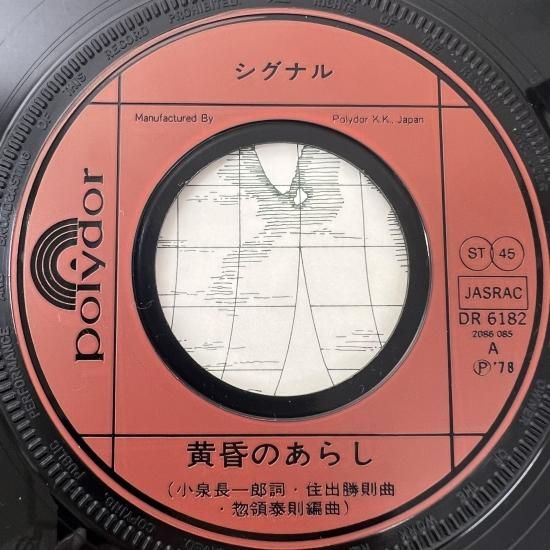 シグナル
Manufactured By
Polydor K.K., Japan
polydor
ST 45
JASRAC
DR 6182
2086 085
A
Ⓟ'78
黄昏のあらし
(小泉長一郎詞・住出勝則曲
・惣領泰則編曲)